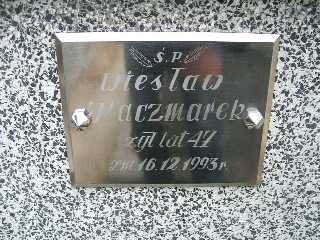 Ś.P.
Wiesław
Kaczmarek
żył lat 47
zm. 16.12.1993 r.